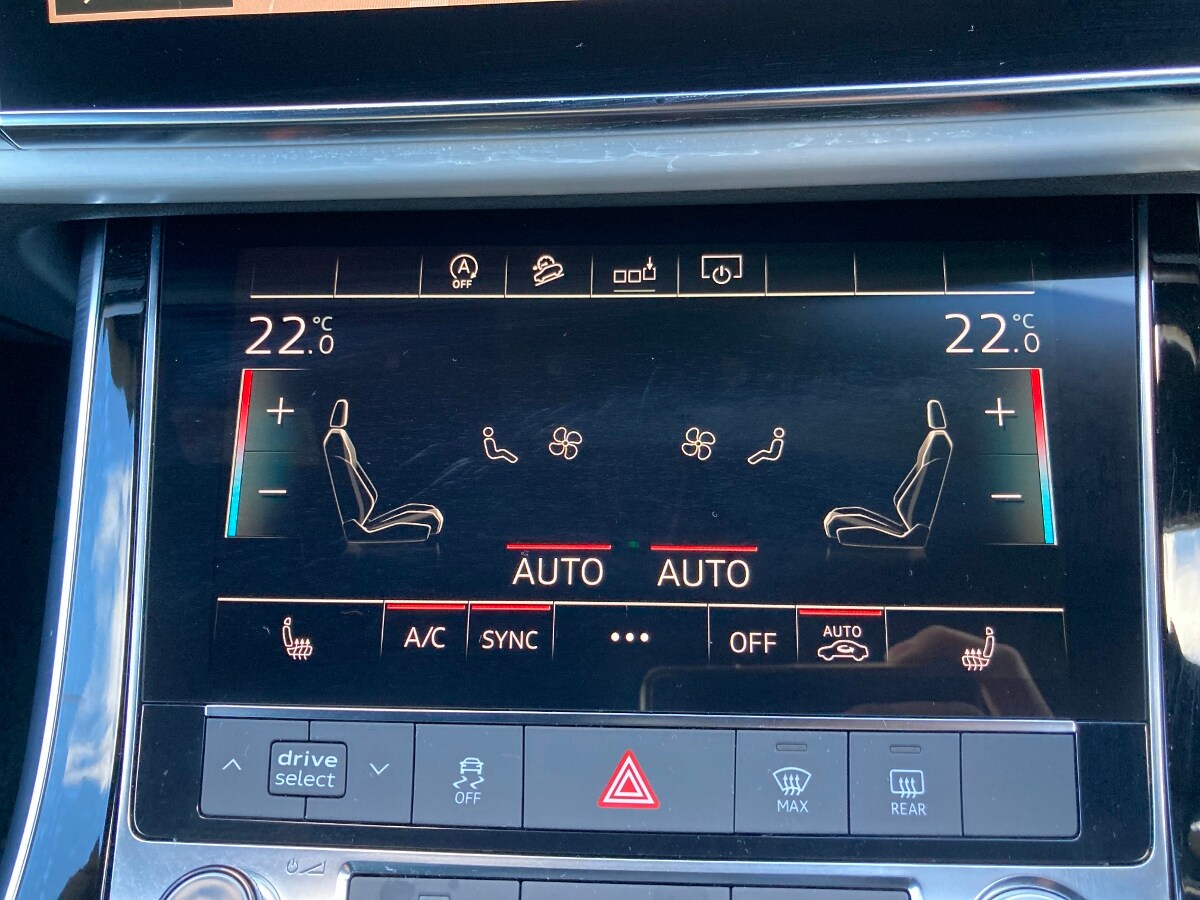 A
OFF
22.0 °C
22.0 °C
+
+
−
−
AUTO
AUTO
A/C
SYNC
•••
OFF
AUTO
drive
select
OFF
MAX
REAR